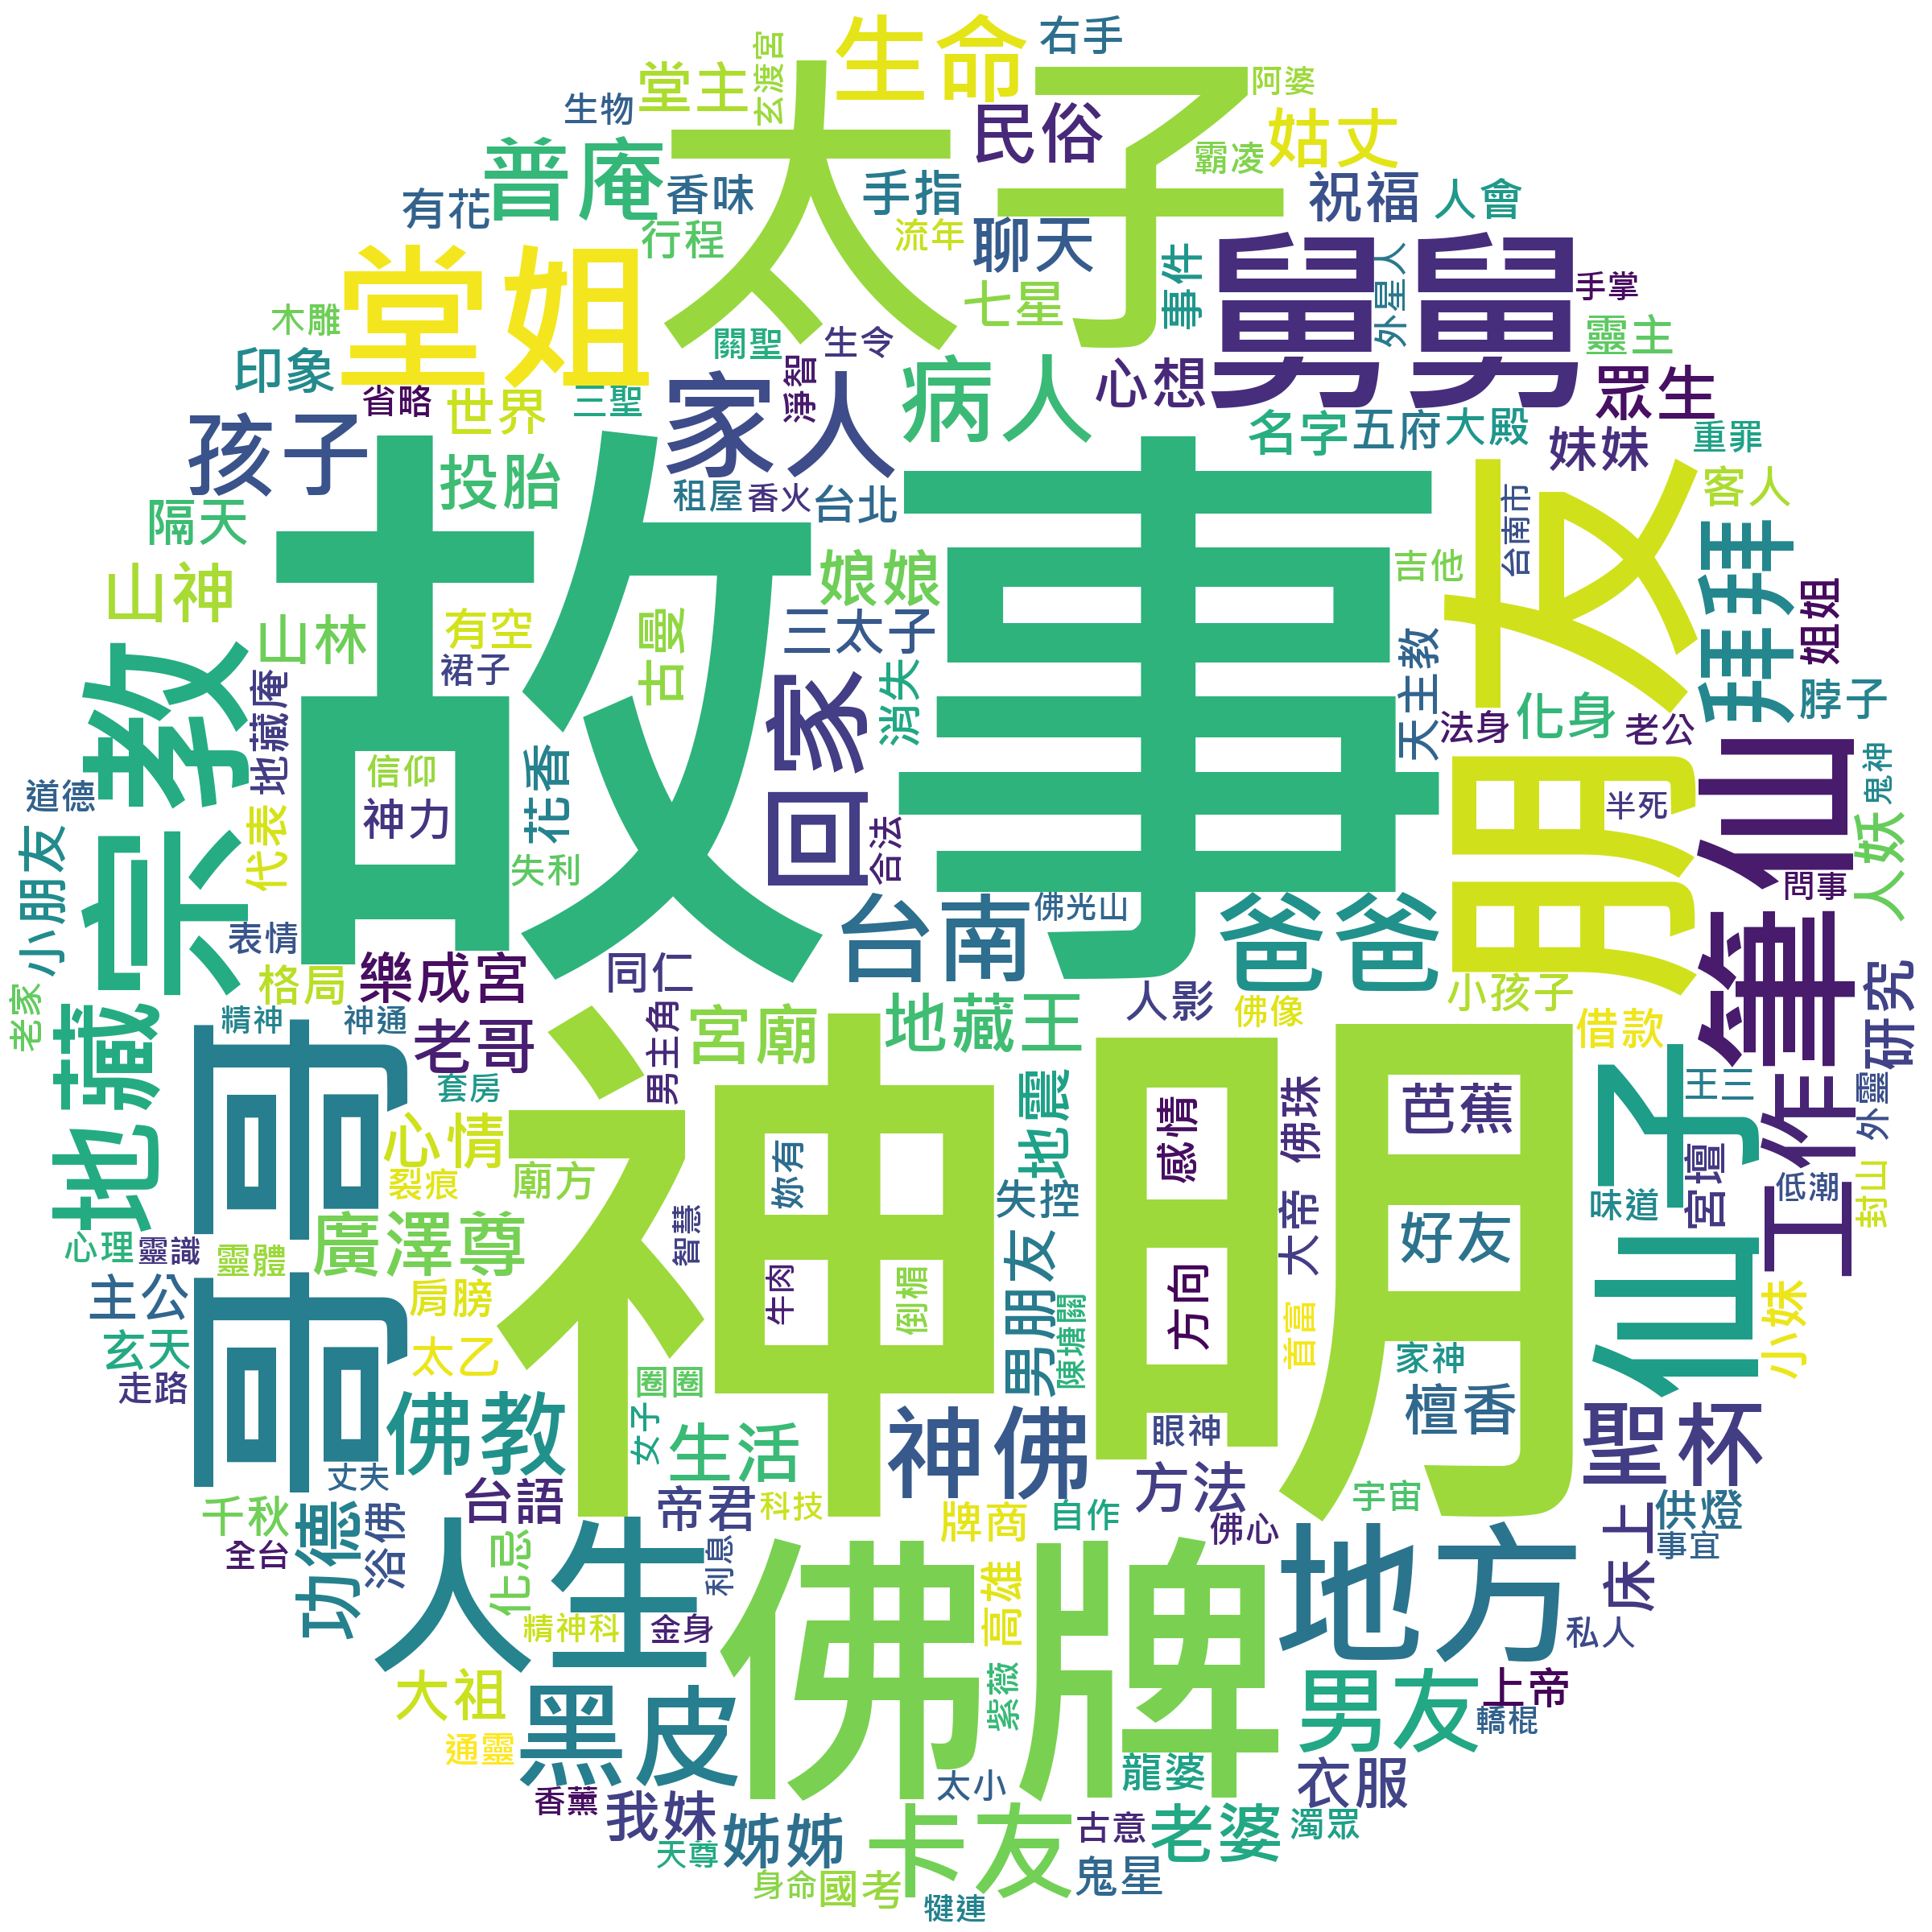 生命
右手
玄渡宮
堂主
阿婆
生物
太子
民俗
姑丈
霸凌
普庵
香味
手指
祝福
人會
有花
行程
流年
聊天
堂姐
舅舅
事件
外星人
手掌
七星
木雕
關聖
生令
靈主
印象
省略
世界
三聖
家人
淨智
病人
心想
眾生
孩子
名字
五府
大殿
妹妹
重罪
投胎
租屋
香火
台北
客人
隔天
故事
朋友
台南市
拜拜
山神
娘娘
吉他
姐姐
山林
有空
古曼
三太子
裙子
宗教
地藏庵
回家
消失
天主教
法身
化身
老公
脖子
信仰
神力
花香
筆仙
鬼神
道德
代表
半死
小朋友
失利
合法
人妖
問事
表情
台南
佛光山
爸爸
格局
樂成宮
同仁
人影
佛像
小孩子
老家
精神
神通
老哥
男主角
宮廟
地藏王
借款
研究
地藏
哥哥
套房
神明
地震
感情
佛珠
芭蕉
仙子
王三
工作
外靈
心情
裂痕
廟方
妳有
失控
大帝
好友
味道
宮壇
低潮
封山
心理
靈識
靈體
廣澤尊
智慧
男朋友
主公
肩膀
牛肉
倒楣
陳塘關
方向
首富
小妹
玄天
太乙
家神
走路
圈圈
佛教
女子
生活
神佛
眼神
檀香
聖杯
丈夫
台語
帝君
科技
方法
宇宙
千秋
功德
浴佛
牌商
自作
佛心
床上
供燈
全台
人生
化忌
利息
佛牌
高雄
地方
事宜
精神科
金身
私人
大祖
黑皮
紫薇
男友
上帝
通靈
轎棍
香薰
我妹
太小
龍婆
衣服
姊姊
卡友
古意
老婆
濁眾
天尊
身命
國考
鬼星
犍連